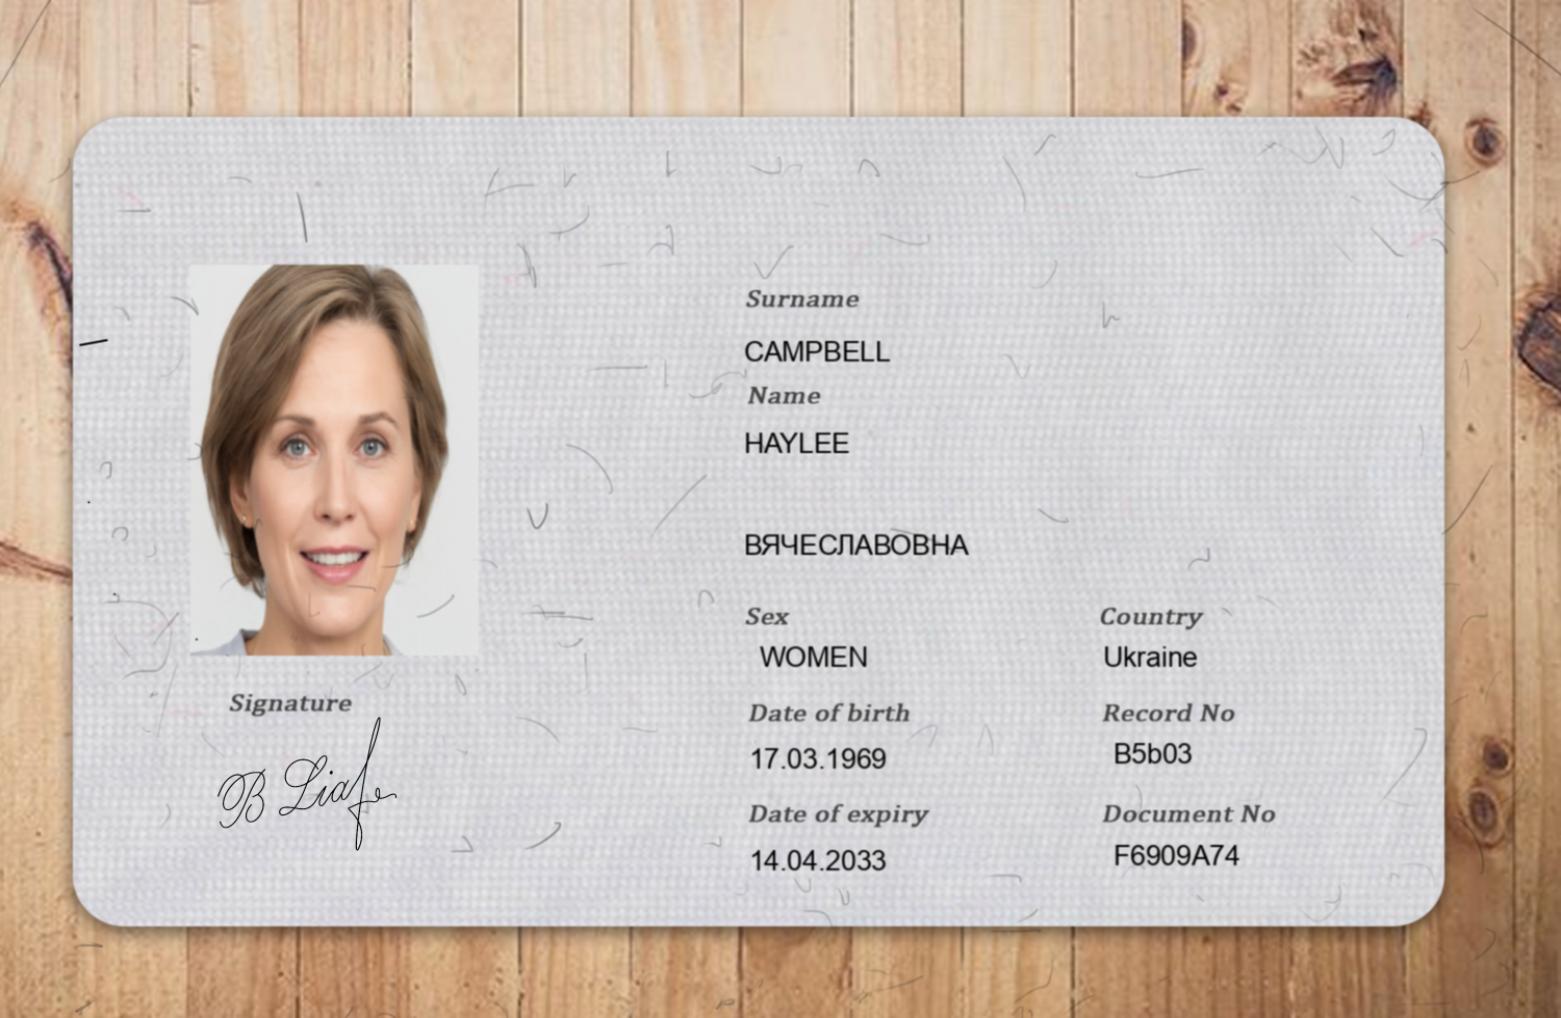 Surname
CAMPBELL
Name
HAYLEE
ВЯЧЕСЛАВОВНА
Sex
Country
WOMEN
Ukraine
Date of birth
Record No
17.03.1969
B5b03
Date of expiry
Document No
14.04.2033
F6909A74
Signature
B Liaf